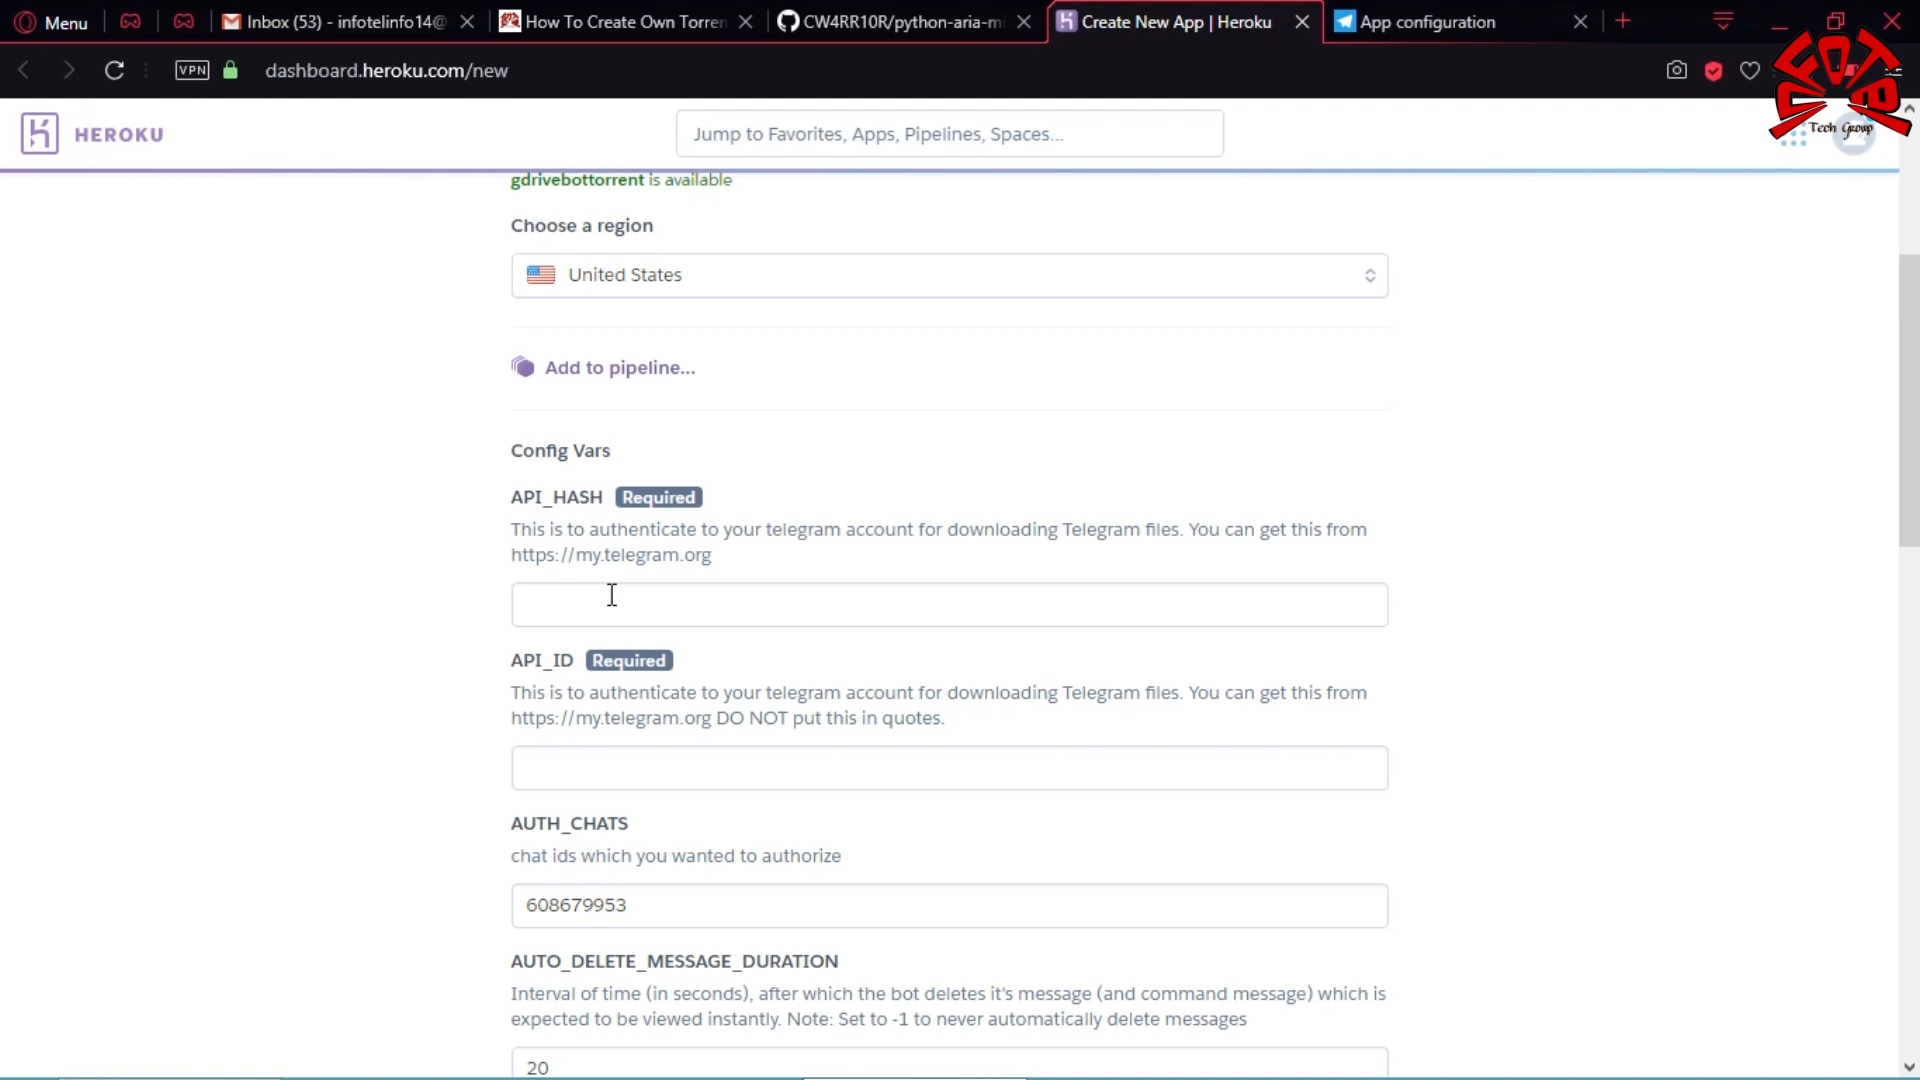 Menu
Inbox (53) - infotelinfo14@
How To Create Own Torren
CW4RR10R/python-aria-mi
Create New App | Heroku
App configuration
VPN
dashboard.heroku.com/new
Tech Group
HEROKU
Jump to Favorites, Apps, Pipelines, Spaces...
gdrivebottorrent is available
Choose a region
United States
Add to pipeline...
Config Vars
API_HASH Required
This is to authenticate to your telegram account for downloading Telegram files. You can get this from
https://my.telegram.org
API_ID Required
This is to authenticate to your telegram account for downloading Telegram files. You can get this from
https://my.telegram.org DO NOT put this in quotes.
AUTH_CHATS
chat ids which you wanted to authorize
608679953
AUTO_DELETE_MESSAGE_DURATION
Interval of time (in seconds), after which the bot deletes it's message (and command message) which is
expected to be viewed instantly. Note: Set to -1 to never automatically delete messages
20